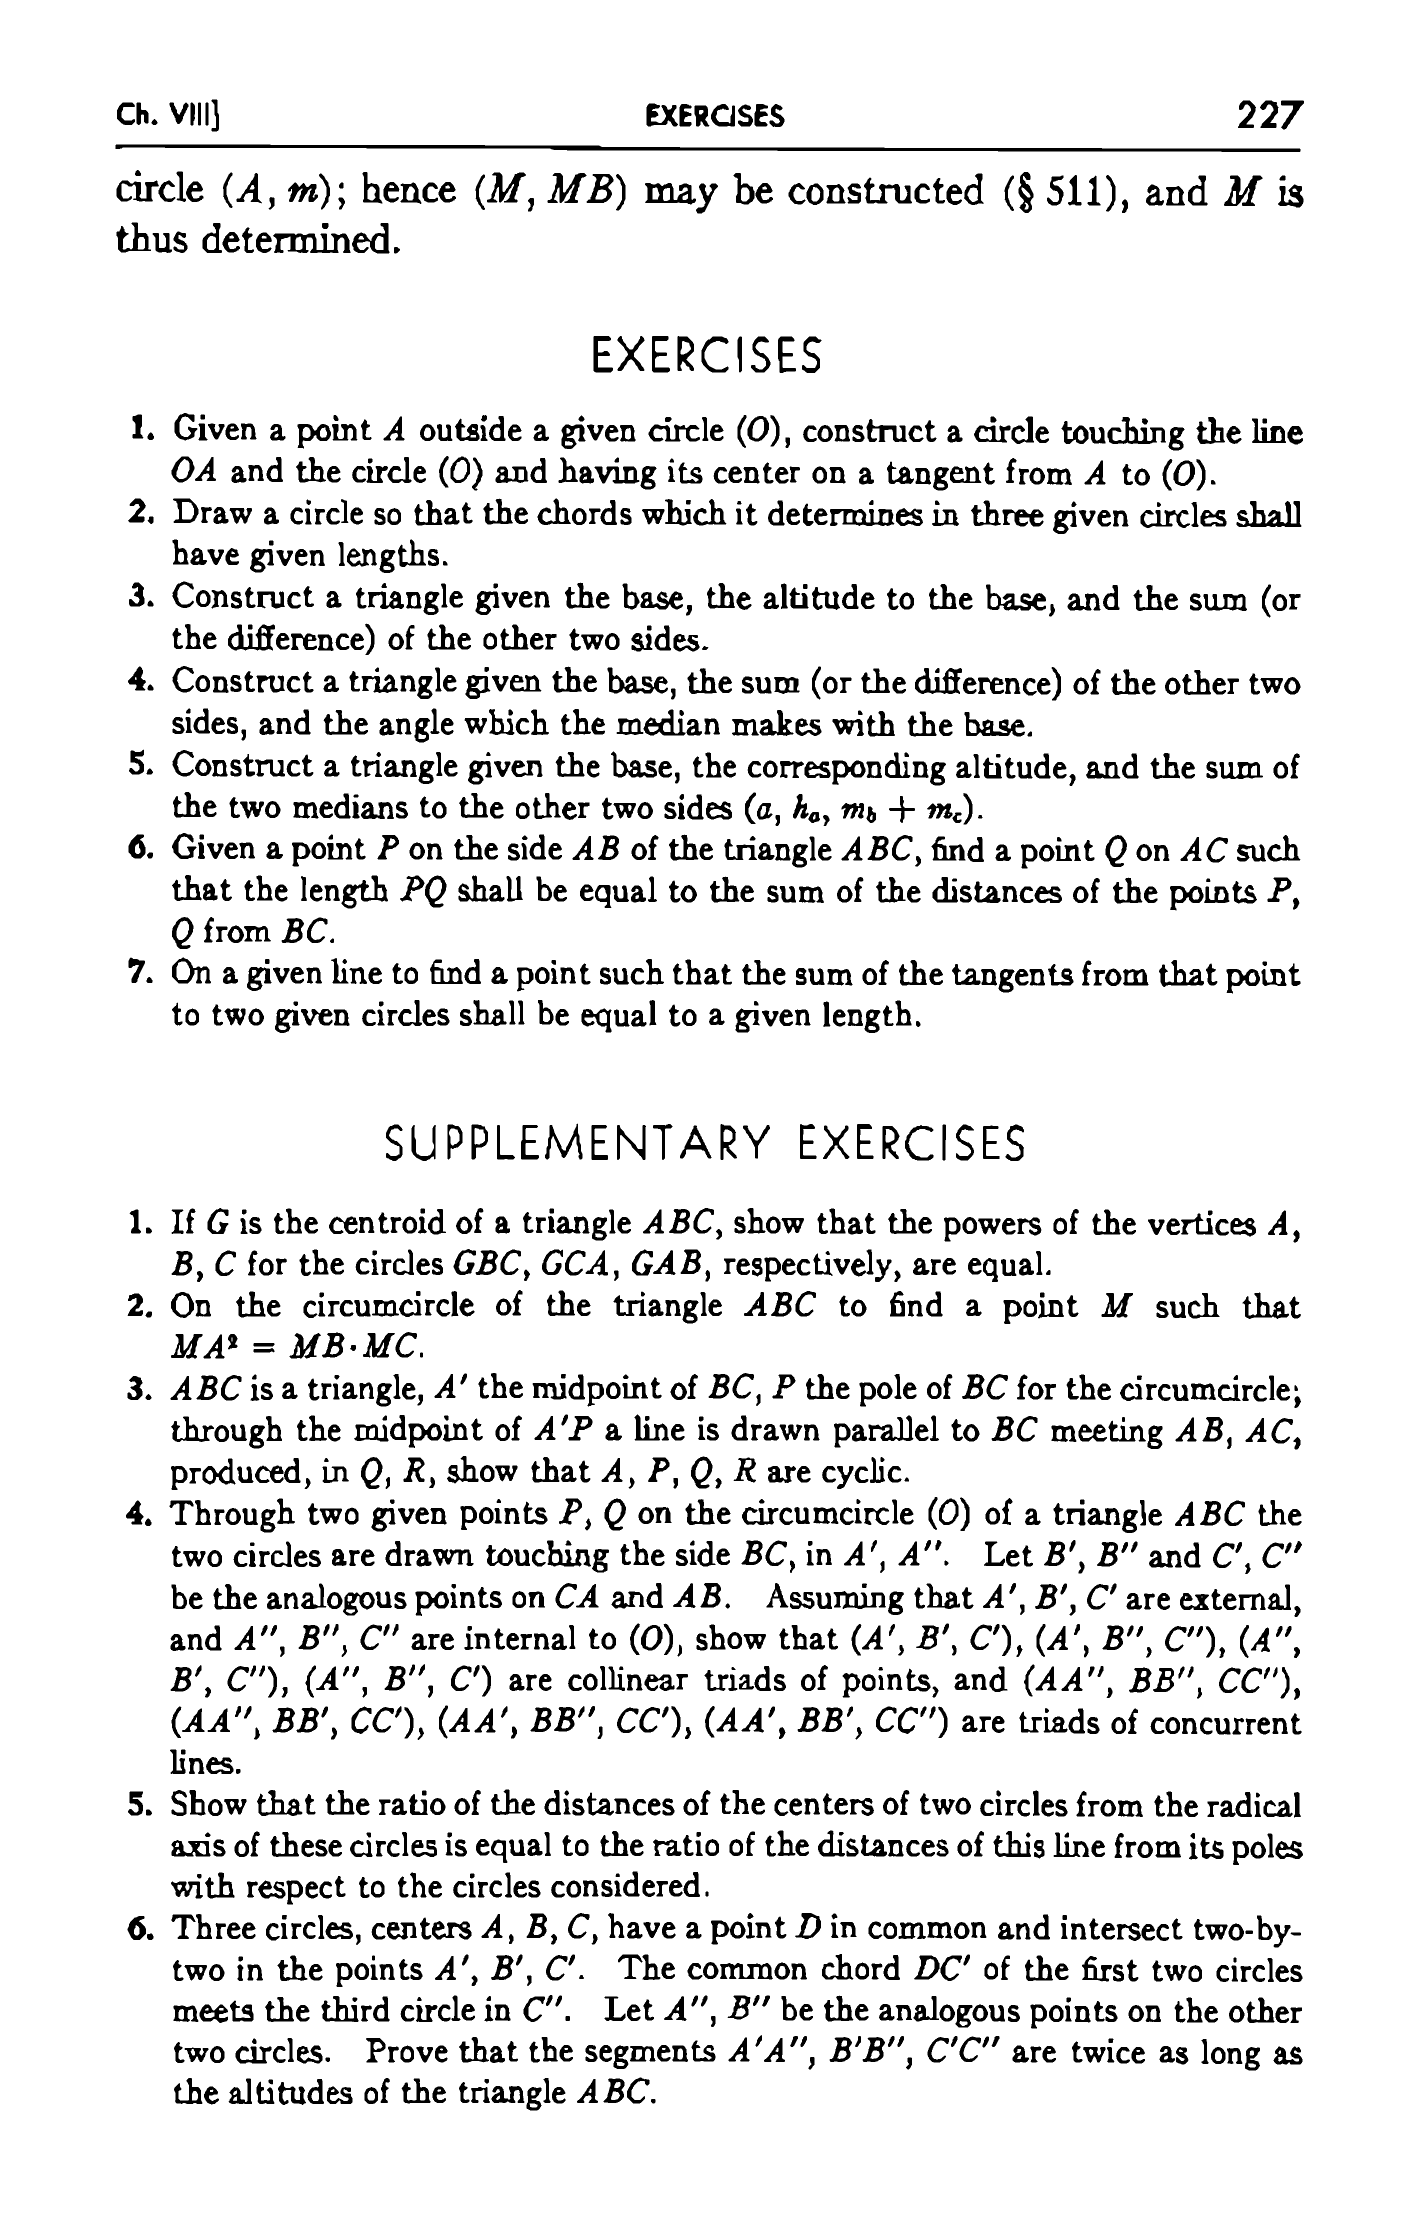 Ch. VIII] EXERCISES 227
circle (A, m); hence (M, MB) may be constructed (§ 511), and M is
thus determined.
EXERCISES
1. Given a point A outside a given circle (O), construct a circle touching the line
OA and the circle (O) and having its center on a tangent from A to (O).
2. Draw a circle so that the chords which it determines in three given circles shall
have given lengths.
3. Construct a triangle given the base, the altitude to the base, and the sum (or
the difference) of the other two sides.
4. Construct a triangle given the base, the sum (or the difference) of the other two
sides, and the angle which the median makes with the base.
5. Construct a triangle given the base, the corresponding altitude, and the sum of
the two medians to the other two sides (a, hₐ, m_b + m_c).
6. Given a point P on the side AB of the triangle ABC, find a point Q on AC such
that the length PQ shall be equal to the sum of the distances of the points P,
Q from BC.
7. On a given line to find a point such that the sum of the tangents from that point
to two given circles shall be equal to a given length.
SUPPLEMENTARY EXERCISES
1. If G is the centroid of a triangle ABC, show that the powers of the vertices A,
B, C for the circles GBC, GCA, GAB, respectively, are equal.
2. On the circumcircle of the triangle ABC to find a point M such that
MA² = MB·MC.
3. ABC is a triangle, A' the midpoint of BC, P the pole of BC for the circumcircle;
through the midpoint of A'P a line is drawn parallel to BC meeting AB, AC,
produced, in Q, R, show that A, P, Q, R are cyclic.
4. Through two given points P, Q on the circumcircle (O) of a triangle ABC the
two circles are drawn touching the side BC, in A', A''. Let B', B'' and C', C''
be the analogous points on CA and AB. Assuming that A', B', C' are external,
and A'', B'', C'' are internal to (O), show that (A', B', C'), (A', B'', C''), (A'',
B', C''), (A'', B'', C') are collinear triads of points, and (AA'', BB'', CC''),
(AA'', BB', CC'), (AA', BB'', CC'), (AA', BB', CC'') are triads of concurrent
lines.
5. Show that the ratio of the distances of the centers of two circles from the radical
axis of these circles is equal to the ratio of the distances of this line from its poles
with respect to the circles considered.
6. Three circles, centers A, B, C, have a point D in common and intersect two-by-
two in the points A', B', C'. The common chord DC' of the first two circles
meets the third circle in C''. Let A'', B'' be the analogous points on the other
two circles. Prove that the segments A'A'', B'B'', C'C'' are twice as long as
the altitudes of the triangle ABC.